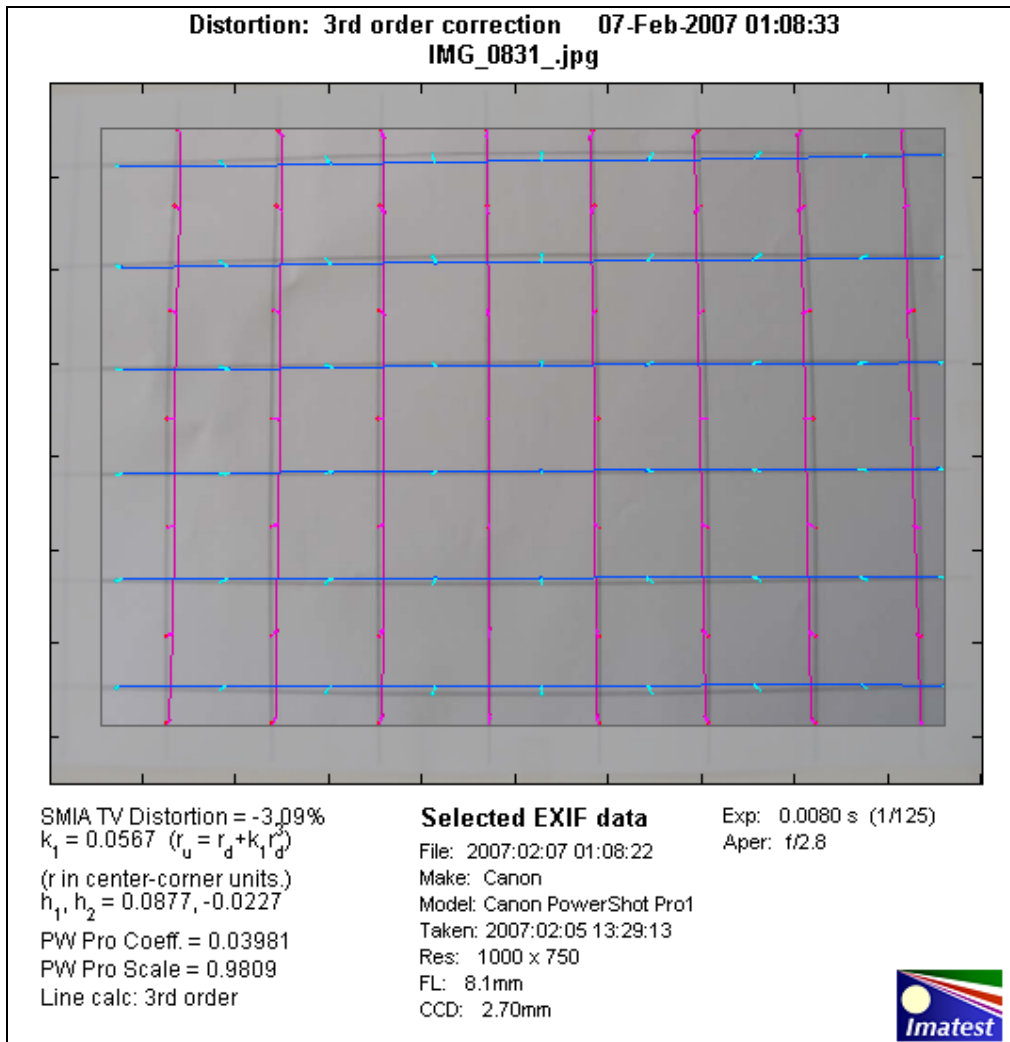 Distortion:  3rd order correction    07-Feb-2007 01:08:33
IMG_0831_.jpg
SMIA TV Distortion = -3.09%
k₁ = 0.0567  (rᵤ = r_d+k₁r_d³)
(r in center-corner units.)
h₁, h₂ = 0.0877, -0.0227
PW Pro Coeff. = 0.03981
PW Pro Scale = 0.9809
Line calc: 3rd order
Selected EXIF data
File:  2007:02:07 01:08:22
Make: Canon
Model: Canon PowerShot Pro1
Taken: 2007:02:05 13:29:13
Res:  1000 x 750
FL:  8.1mm
CCD:  2.70mm
Exp:  0.0080 s  (1/125)
Aper:  f/2.8
Imatest